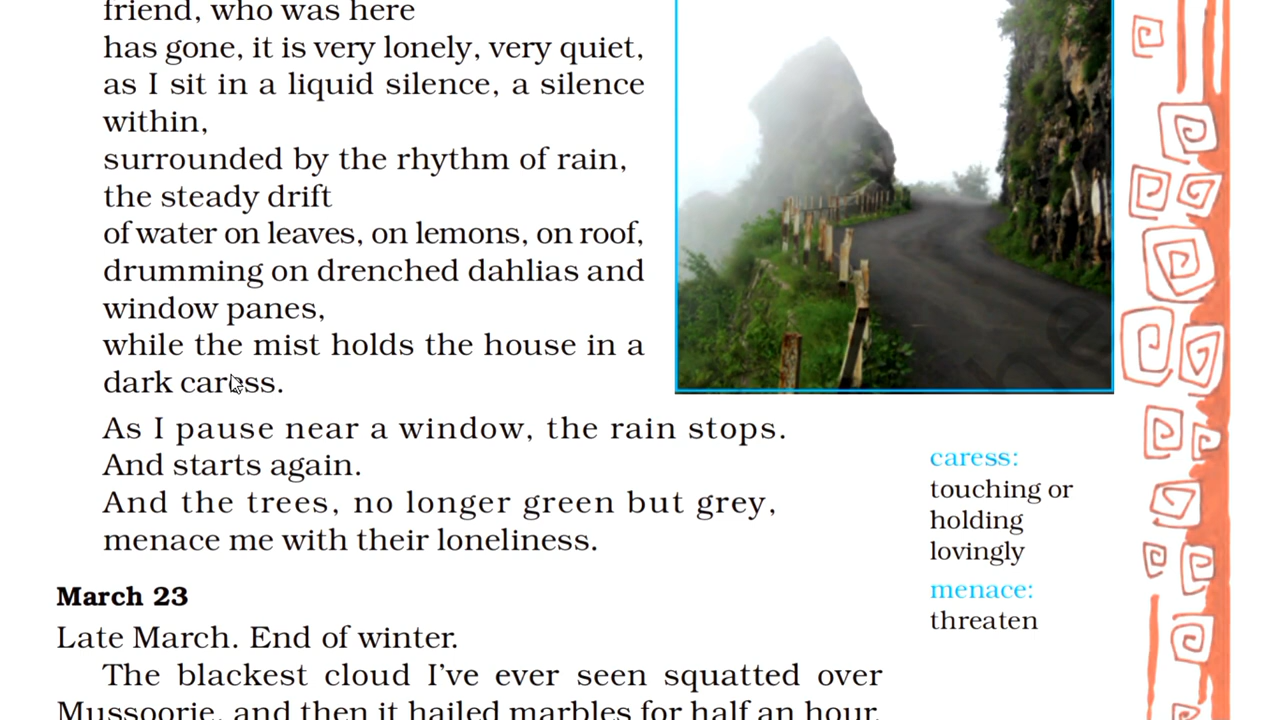 friend, who was here
has gone, it is very lonely, very quiet,
as I sit in a liquid silence, a silence
within,
surrounded by the rhythm of rain,
the steady drift
of water on leaves, on lemons, on roof,
drumming on drenched dahlias and
window panes,
while the mist holds the house in a
dark caress.
As I pause near a window, the rain stops.
And starts again.
And the trees, no longer green but grey,
menace me with their loneliness.
caress:
touching or
holding
lovingly
menace:
threaten
March 23
Late March. End of winter.
The blackest cloud I've ever seen squatted over
Mussoorie, and then it hailed marbles for half an hour.